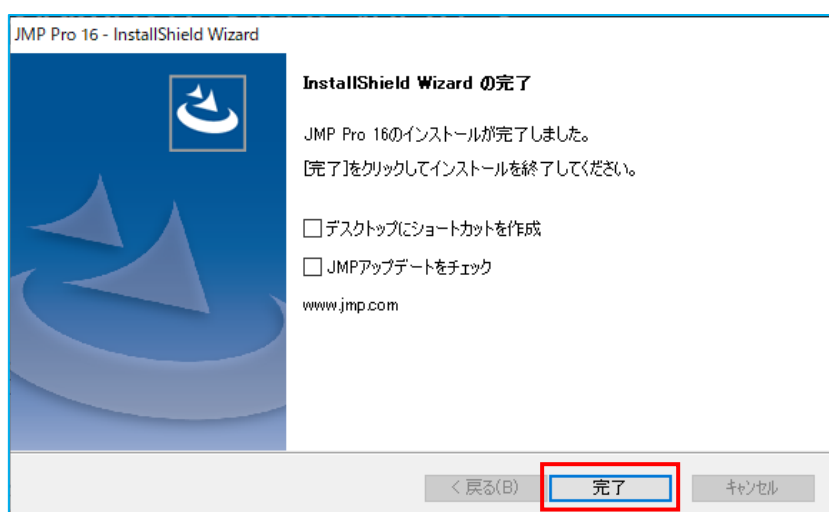 JMP Pro 16 - InstallShield Wizard
InstallShield Wizard の完了
JMP Pro 16のインストールが完了しました。
[完了]をクリックしてインストールを終了してください。
デスクトップにショートカットを作成
JMPアップデートをチェック
www.jmp.com
< 戻る(B)
完了
キャンセル